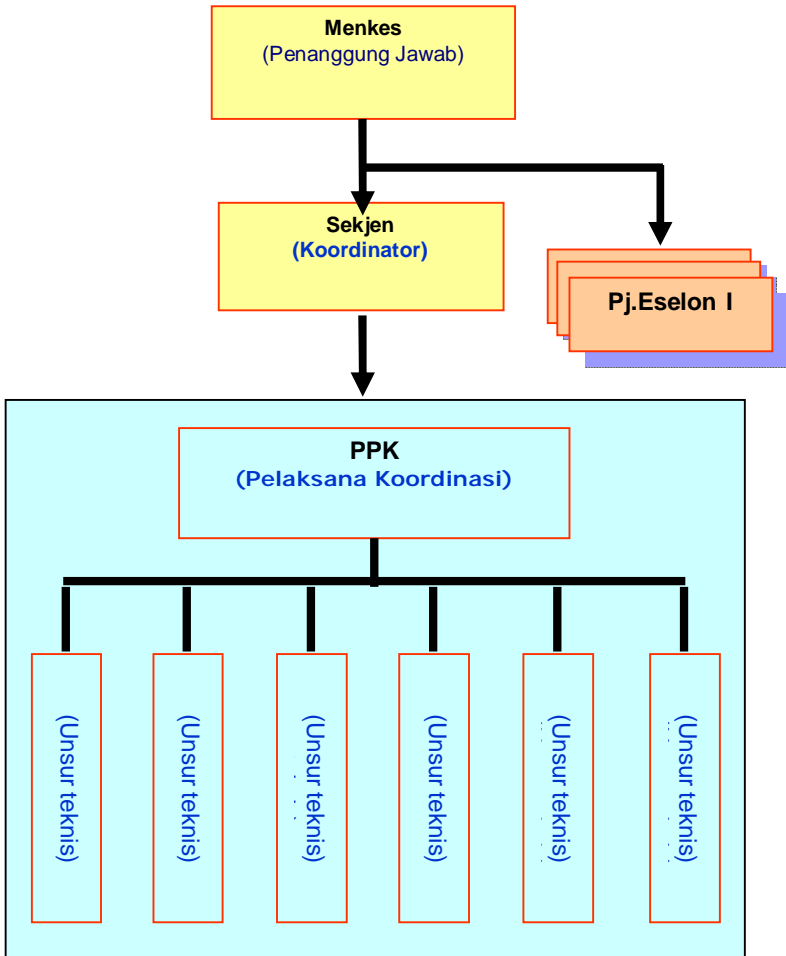 Menkes
(Penanggung Jawab)
Sekjen
(Koordinator)
Pj.Eselon I
PPK
(Pelaksana Koordinasi)
(Unsur teknis)
(Unsur teknis)
(Unsur teknis)
(Unsur teknis)
(Unsur teknis)
(Unsur teknis)